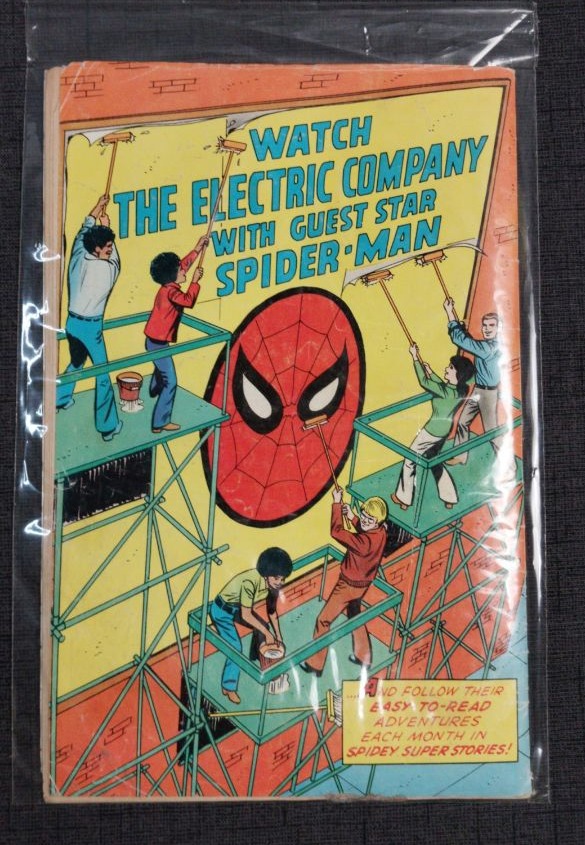 WATCH
THE ELECTRIC COMPANY
WITH GUEST STAR
SPIDER-MAN
...AND FOLLOW THEIR
EASY-TO-READ
ADVENTURES
EACH MONTH IN
SPIDEY SUPER STORIES!